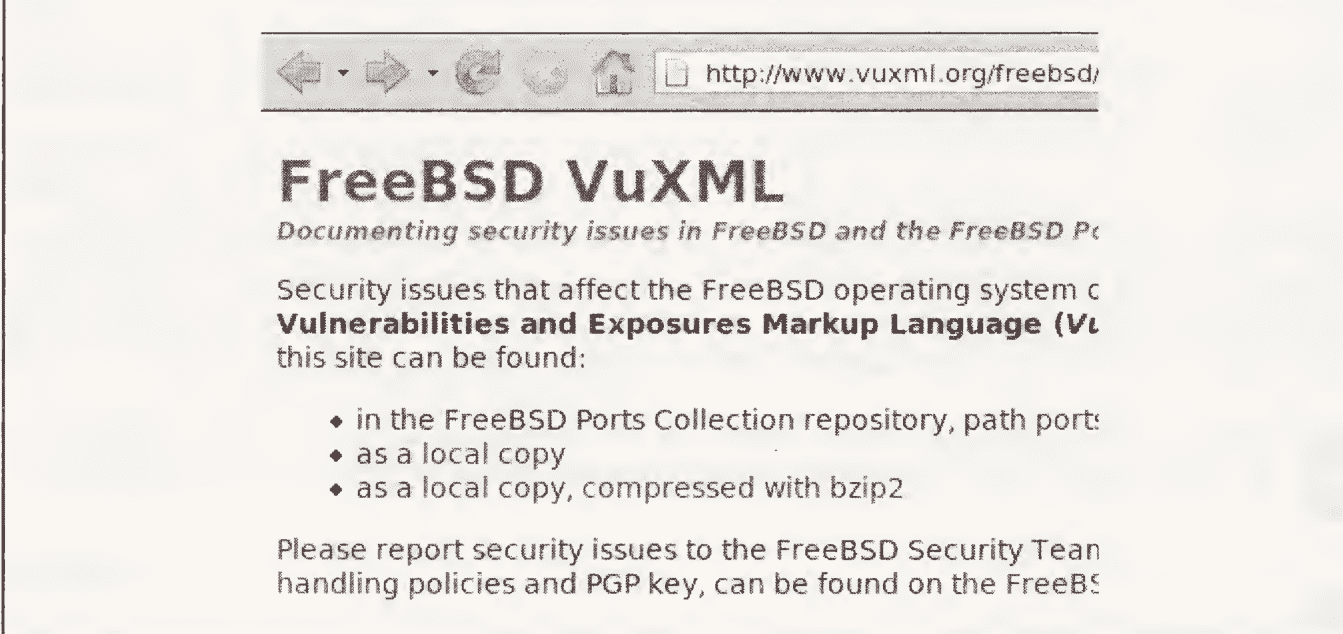 http://www.vuxml.org/freebsd/
FreeBSD VuXML
Documenting security issues in FreeBSD and the FreeBSD
Security issues that affect the FreeBSD operating system
Vulnerabilities and Exposures Markup Language (
this site can be found:
in the FreeBSD Ports Collection repository, path ports
as a local copy
as a local copy, compressed with bzip2
Please report security issues to the FreeBSD Security
handling policies and PGP key, can be found on the